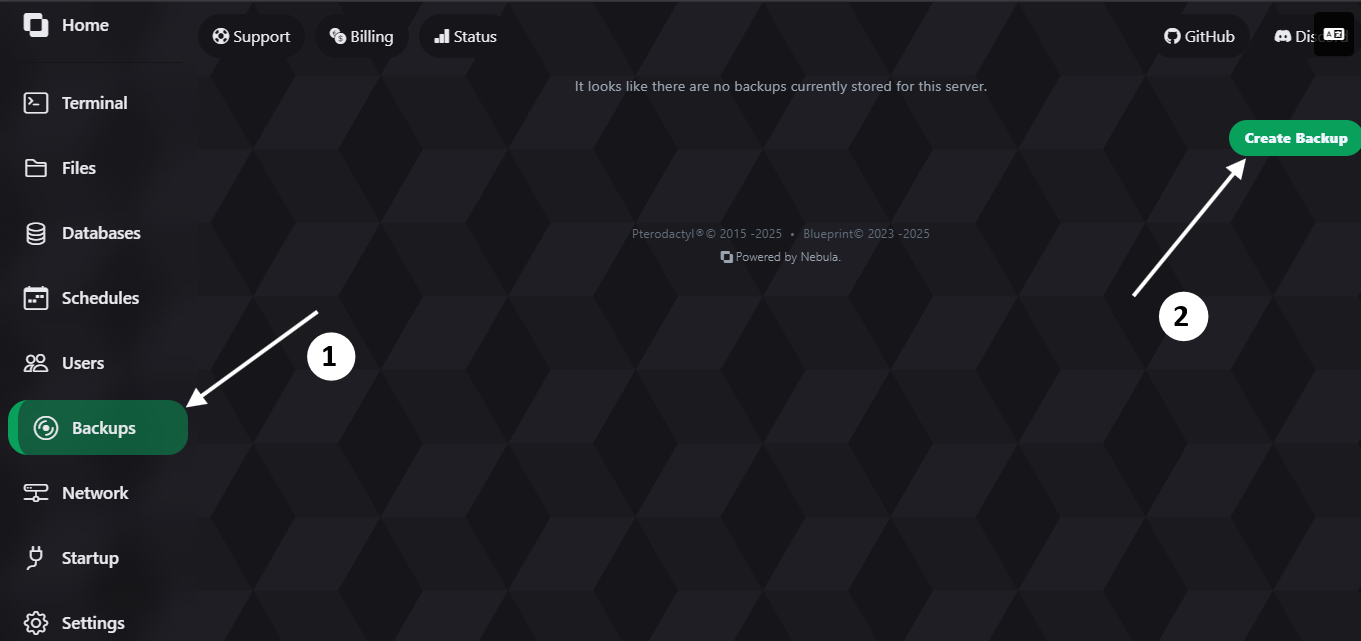 Home
Support
Billing
Status
GitHub
Terminal
It looks like there are no backups currently stored for this server.
Create Backup
Files
Databases
Pterodactyl® © 2015 -2025 • Blueprint© 2023 -2025
Powered by Nebula.
Schedules
Users
1
2
Backups
Network
Startup
Settings